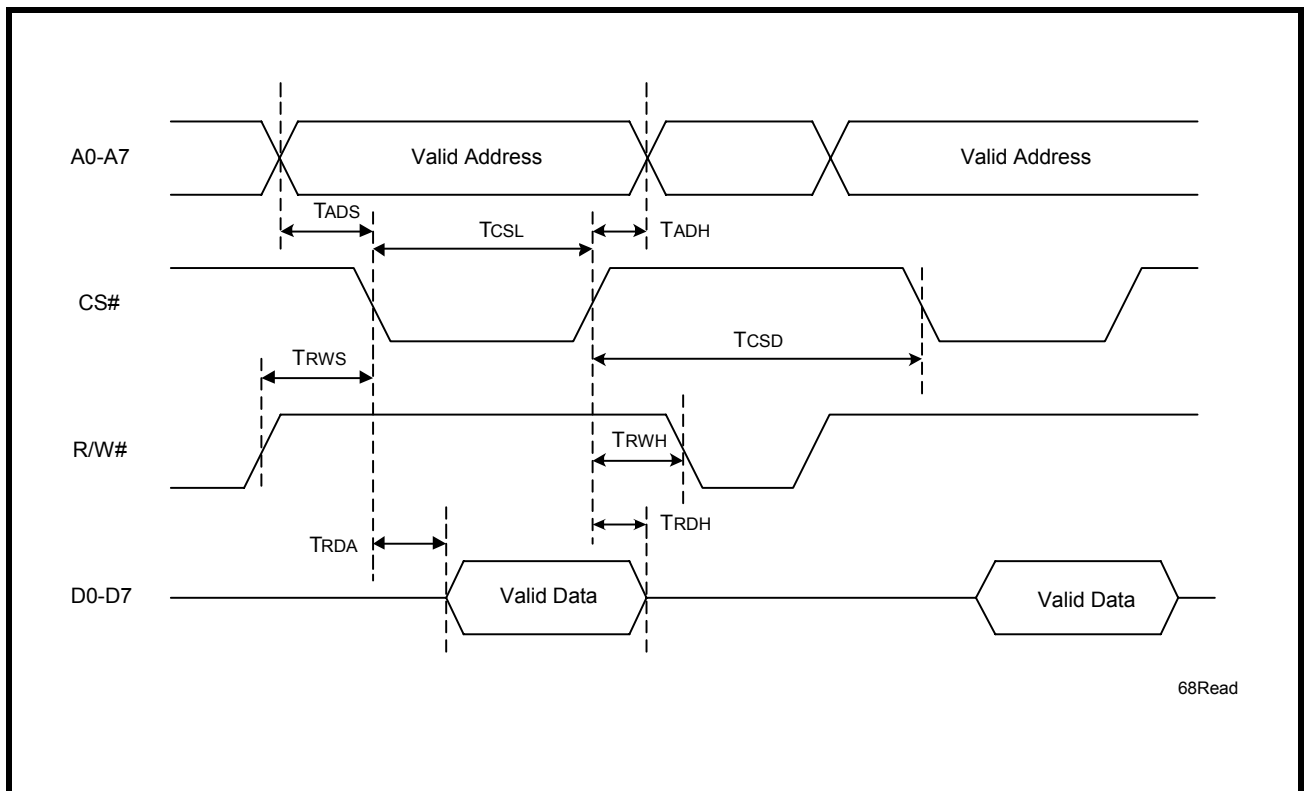 A0-A7
Valid Address
Valid Address
TADS
TCSL
TADH
CS#
TRWS
TCSD
R/W#
TRWH
TRDA
TRDH
D0-D7
Valid Data
Valid Data
68Read